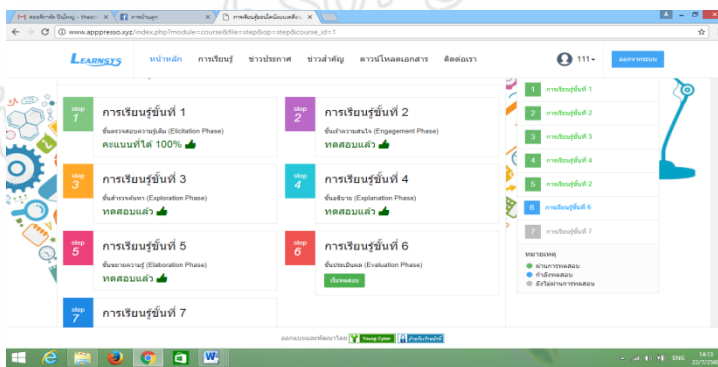 การเรียนรู้ออนไลน์แบบคลื่อ
www.apppresso.xyz/index.php?module=course&file=step&op=step&course_id=1
LEARNSYS
หน้าหลัก การเรียนรู้ ข่าวประกาศ ข่าวสำคัญ ดาวน์โหลดเอกสาร ติดต่อเรา
111
ออกจากระบบ
step 1
การเรียนรู้ขั้นที่ 1
ขั้นตรวจสอบความรู้เดิม (Elicitation Phase)
คะแนนที่ได้ 100%
step 2
การเรียนรู้ขั้นที่ 2
ขั้นเร้าความสนใจ (Engagement Phase)
ทดสอบแล้ว
step 3
การเรียนรู้ขั้นที่ 3
ขั้นสำรวจค้นหา (Exploration Phase)
ทดสอบแล้ว
step 4
การเรียนรู้ขั้นที่ 4
ขั้นอธิบาย (Explanation Phase)
ทดสอบแล้ว
step 5
การเรียนรู้ขั้นที่ 5
ขั้นขยายความรู้ (Elaboration Phase)
ทดสอบแล้ว
step 6
การเรียนรู้ขั้นที่ 6
ขั้นประเมินผล (Evaluation Phase)
เริ่มทดสอบ
step 7
การเรียนรู้ขั้นที่ 7
1 การเรียนรู้ขั้นที่ 1
2 การเรียนรู้ขั้นที่ 2
3 การเรียนรู้ขั้นที่ 3
4 การเรียนรู้ขั้นที่ 4
5 การเรียนรู้ขั้นที่ 2
6 การเรียนรู้ขั้นที่ 6
7 การเรียนรู้ขั้นที่ 7
หมายเหตุ
ผ่านการทดสอบ
กำลังทดสอบ
ยังไม่ผ่านการทดสอบ
ออกแบบและพัฒนาโดย Young Cyber
ENG
14:13
22/7/2560